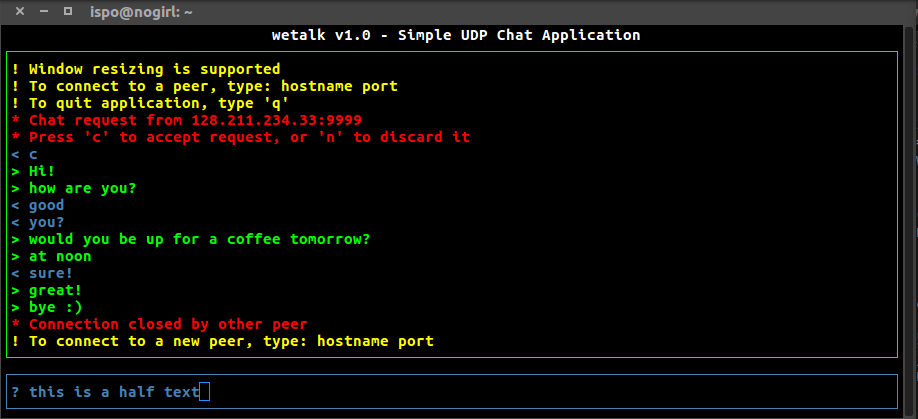 ispo@nogirl: ~
wetalk v1.0 - Simple UDP Chat Application
! Window resizing is supported
! To connect to a peer, type: hostname port
! To quit application, type 'q'
* Chat request from 128.211.234.33:9999
* Press 'c' to accept request, or 'n' to discard it
< c
> Hi!
> how are you?
< good
< you?
> would you be up for a coffee tomorrow?
> at noon
< sure!
> great!
> bye :)
* Connection closed by other peer
! To connect to a new peer, type: hostname port
? this is a half text